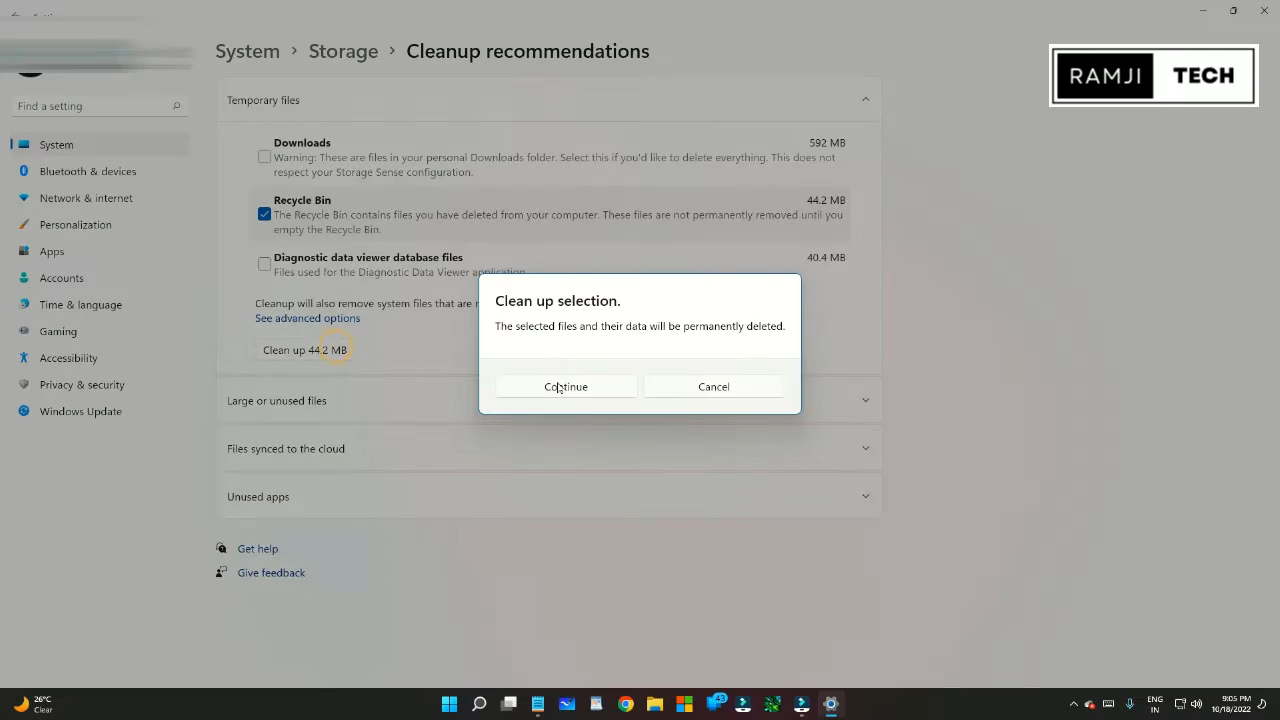 System > Storage > Cleanup recommendations
RAMJI TECH
Find a setting
System
Bluetooth & devices
Network & internet
Personalization
Apps
Accounts
Time & language
Gaming
Accessibility
Privacy & security
Windows Update
Temporary files
Downloads 592 MB
Warning: These are files in your personal Downloads folder. Select this if you'd like to delete everything. This does not
respect your Storage Sense configuration.
Recycle Bin 44.2 MB
The Recycle Bin contains files you have deleted from your computer. These files are not permanently removed until you
empty the Recycle Bin.
Diagnostic data viewer database files 40.4 MB
Files used for the Diagnostic Data Viewer application.
Cleanup will also remove system files that are
See advanced options
Clean up 44.2 MB
Clean up selection.
The selected files and their data will be permanently deleted.
Continue Cancel
Large or unused files
Files synced to the cloud
Unused apps
Get help
Give feedback
26°C
Clear
43
ENG
IN
9:05 PM
10/18/2022